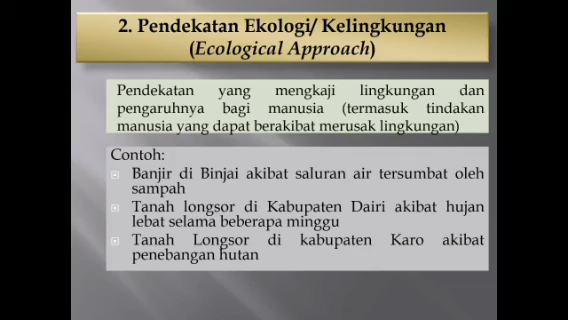 2. Pendekatan Ekologi/ Kelingkungan
(Ecological Approach)
Pendekatan yang mengkaji lingkungan dan
pengaruhnya bagi manusia (termasuk tindakan
manusia yang dapat berakibat merusak lingkungan)
Contoh:
Banjir di Binjai akibat saluran air tersumbat oleh
sampah
Tanah longsor di Kabupaten Dairi akibat hujan
lebat selama beberapa minggu
Tanah Longsor di kabupaten Karo akibat
penebangan hutan